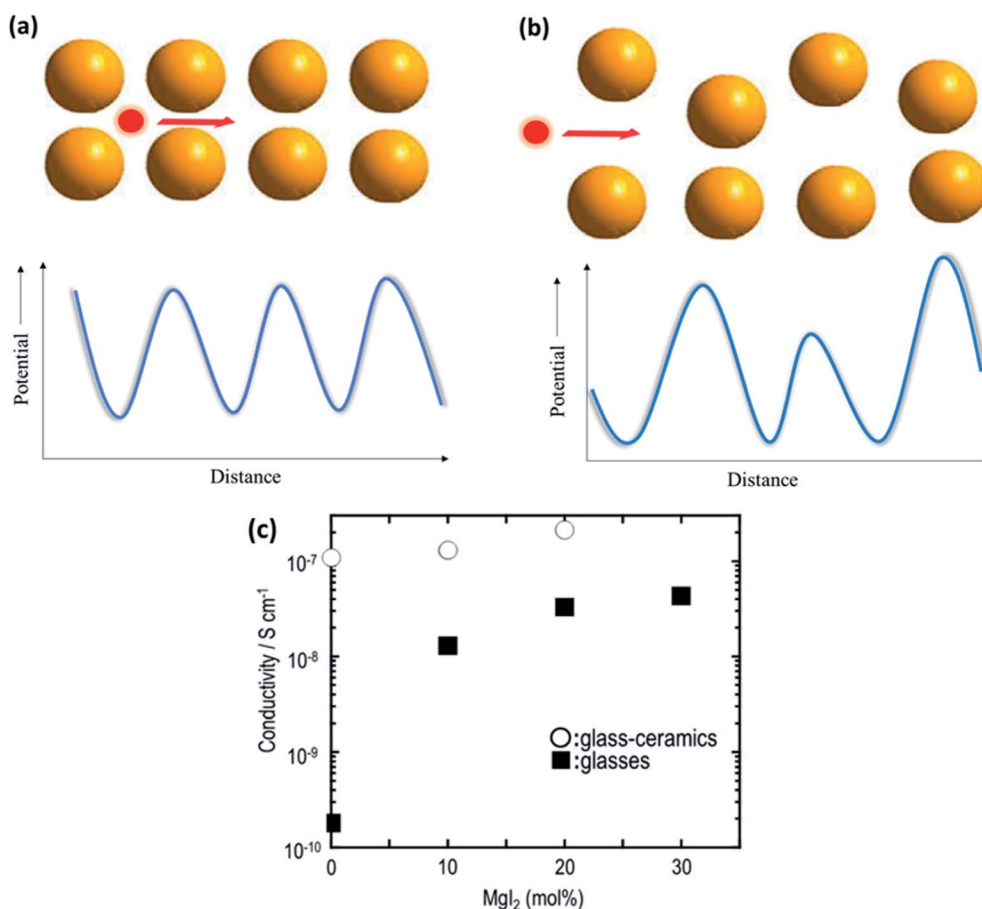 (a)
(b)
Potential
Distance
Potential
Distance
(c)
Conductivity / S cm⁻¹
10⁻⁷
10⁻⁸
10⁻⁹
10⁻¹⁰
○:glass-ceramics
■:glasses
0 10 20 30
MgI₂ (mol%)